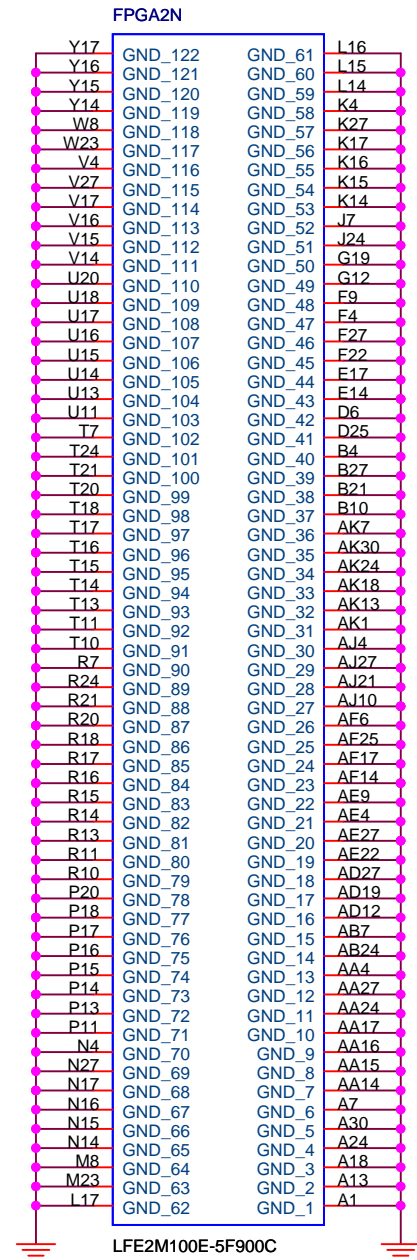 FPGA2N
Y17 GND_122 GND_61 L16
Y16 GND_121 GND_60 L15
Y15 GND_120 GND_59 L14
Y14 GND_119 GND_58 K4
W8 GND_118 GND_57 K27
W23 GND_117 GND_56 K17
V4 GND_116 GND_55 K16
V27 GND_115 GND_54 K15
V17 GND_114 GND_53 K14
V16 GND_113 GND_52 J7
V15 GND_112 GND_51 J24
V14 GND_111 GND_50 G19
U20 GND_110 GND_49 G12
U18 GND_109 GND_48 F9
U17 GND_108 GND_47 F4
U16 GND_107 GND_46 F27
U15 GND_106 GND_45 F22
U14 GND_105 GND_44 E17
U13 GND_104 GND_43 E14
U11 GND_103 GND_42 D6
T7 GND_102 GND_41 D25
T24 GND_101 GND_40 B4
T21 GND_100 GND_39 B27
T20 GND_99 GND_38 B21
T18 GND_98 GND_37 B10
T17 GND_97 GND_36 AK7
T16 GND_96 GND_35 AK30
T15 GND_95 GND_34 AK24
T14 GND_94 GND_33 AK18
T13 GND_93 GND_32 AK13
T11 GND_92 GND_31 AK1
T10 GND_91 GND_30 AJ4
R7 GND_90 GND_29 AJ27
R24 GND_89 GND_28 AJ21
R21 GND_88 GND_27 AJ10
R20 GND_87 GND_26 AF6
R18 GND_86 GND_25 AF25
R17 GND_85 GND_24 AF17
R16 GND_84 GND_23 AF14
R15 GND_83 GND_22 AE9
R14 GND_82 GND_21 AE4
R13 GND_81 GND_20 AE27
R11 GND_80 GND_19 AE22
R10 GND_79 GND_18 AD27
P20 GND_78 GND_17 AD19
P18 GND_77 GND_16 AD12
P17 GND_76 GND_15 AB7
P16 GND_75 GND_14 AB24
P15 GND_74 GND_13 AA4
P14 GND_73 GND_12 AA27
P13 GND_72 GND_11 AA24
P11 GND_71 GND_10 AA17
N4 GND_70 GND_9 AA16
N27 GND_69 GND_8 AA15
N17 GND_68 GND_7 AA14
N16 GND_67 GND_6 A7
N15 GND_66 GND_5 A30
N14 GND_65 GND_4 A24
M8 GND_64 GND_3 A18
M23 GND_63 GND_2 A13
L17 GND_62 GND_1 A1
LFE2M100E-5F900C